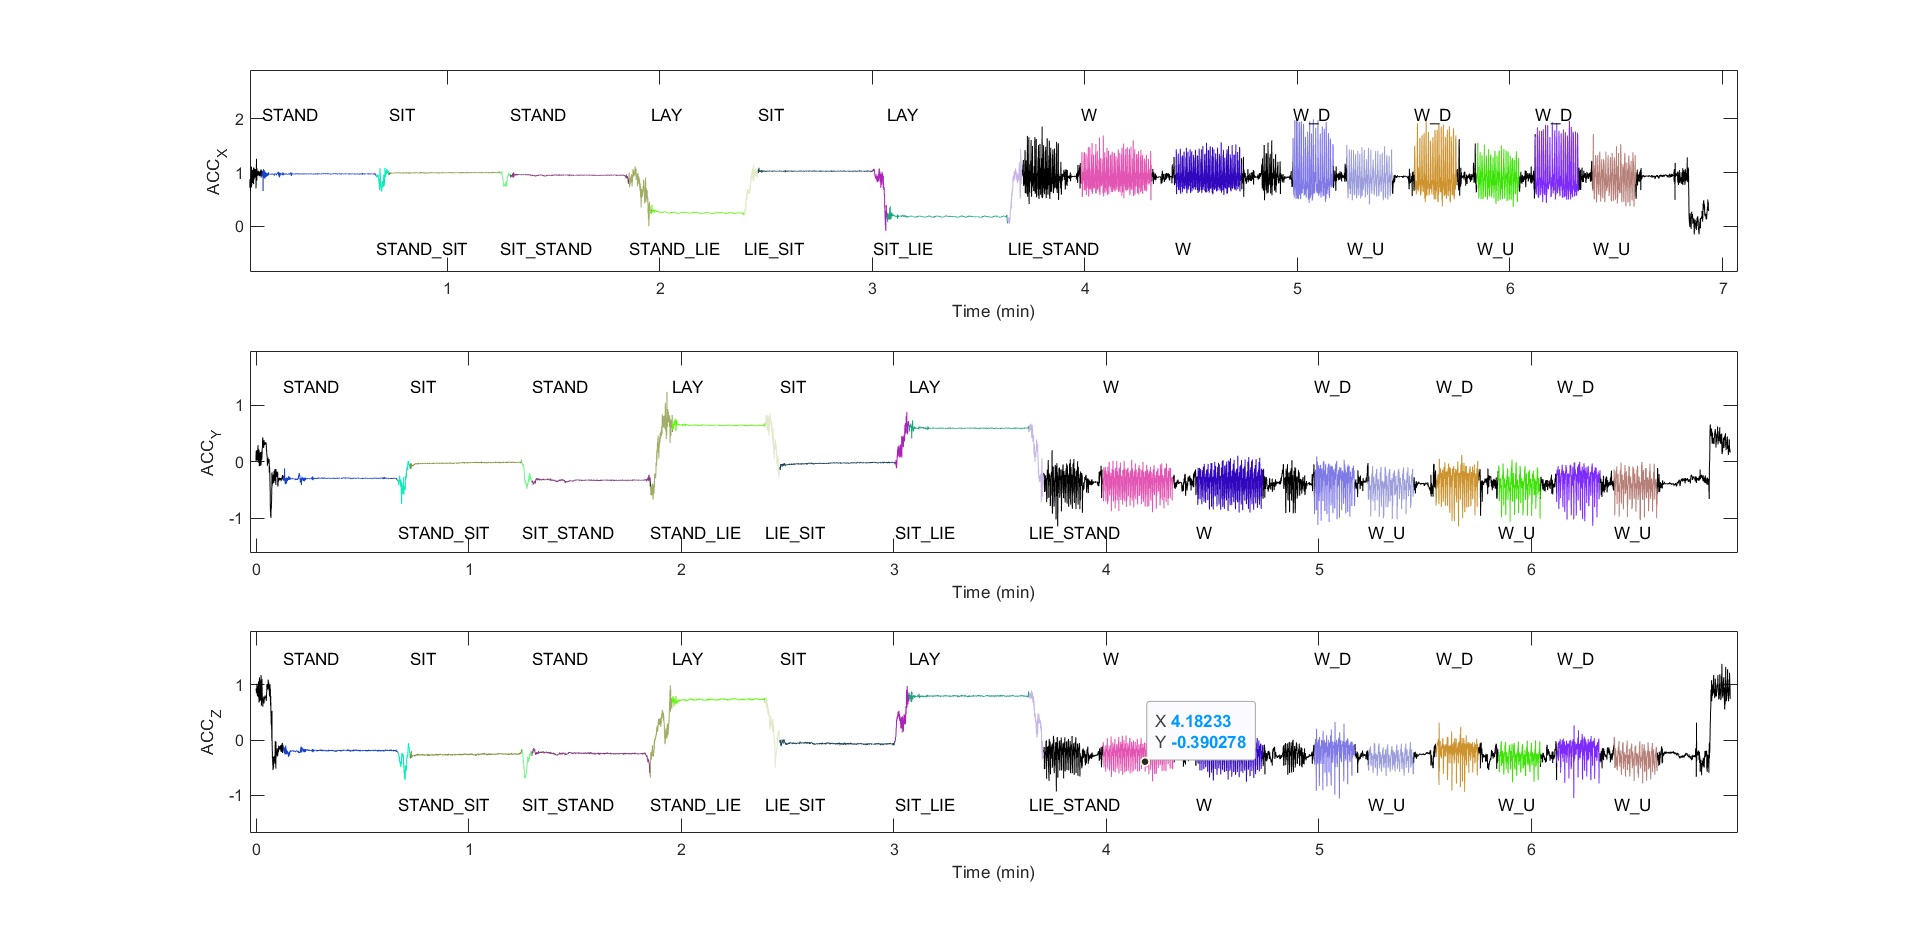 STAND SIT STAND LAY SIT LAY W W_D W_D W_D
2
1
0
ACC_X
STAND_SIT SIT_STAND STAND_LIE LIE_SIT SIT_LIE LIE_STAND W W_U W_U W_U
1 2 3 4 5 6 7
Time (min)
STAND SIT STAND LAY SIT LAY W W_D W_D W_D
1
0
-1
ACC_Y
STAND_SIT SIT_STAND STAND_LIE LIE_SIT SIT_LIE LIE_STAND W W_U W_U W_U
0 1 2 3 4 5 6
Time (min)
STAND SIT STAND LAY SIT LAY W W_D W_D W_D
1
0
-1
ACC_Z
X 4.18233
Y -0.390278
STAND_SIT SIT_STAND STAND_LIE LIE_SIT SIT_LIE LIE_STAND W W_U W_U W_U
0 1 2 3 4 5 6
Time (min)